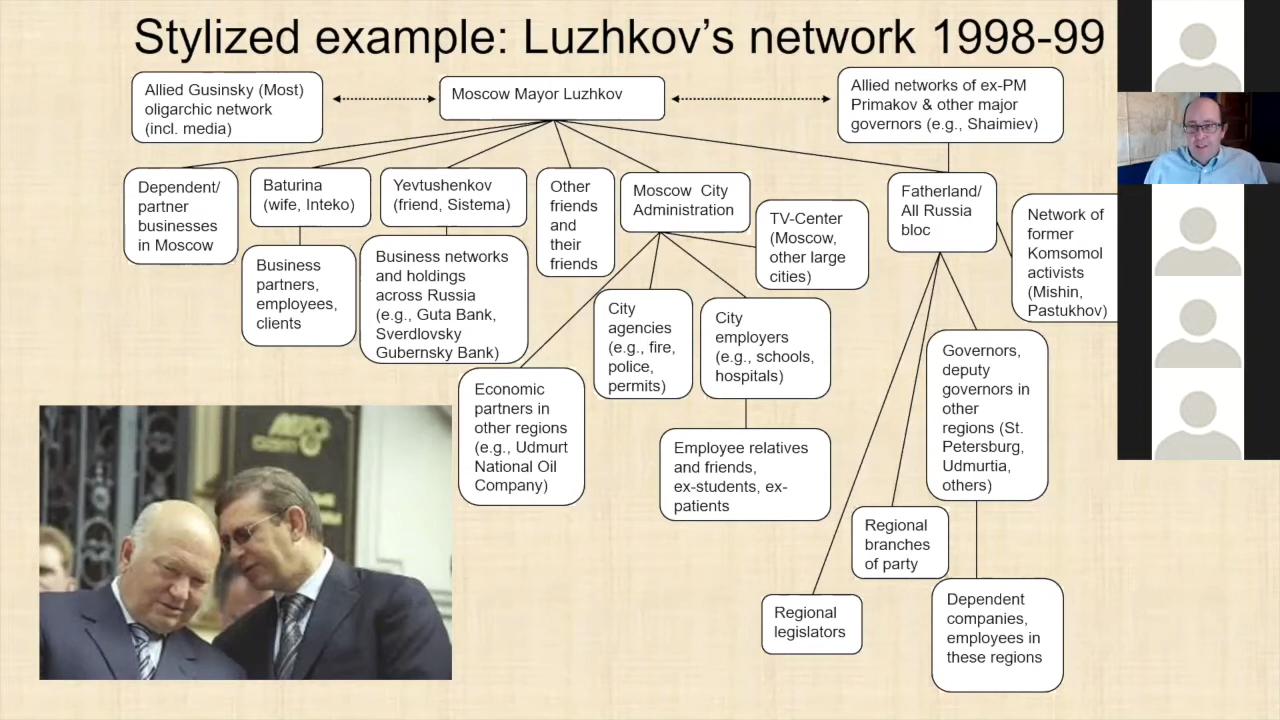 Stylized example: Luzhkov's network 1998-99
Allied Gusinsky (Most)
oligarchic network
(incl. media)
Moscow Mayor Luzhkov
Allied networks of ex-PM
Primakov & other major
governors (e.g., Shaimiev)
Dependent/
partner
businesses
in Moscow
Baturina
(wife, Inteko)
Yevtushenkov
(friend, Sistema)
Other
friends
and
their
friends
Moscow City
Administration
TV-Center
(Moscow,
other large
cities)
Fatherland/
All Russia
bloc
Network of
former
Komsomol
activists
(Mishin,
Pastukhov)
Business
partners,
employees,
clients
Business networks
and holdings
across Russia
(e.g., Guta Bank,
Sverdlovsky
Gubernsky Bank)
City
agencies
(e.g., fire,
police,
permits)
City
employers
(e.g., schools,
hospitals)
Governors,
deputy
governors in
other
regions (St.
Petersburg,
Udmurtia,
others)
Economic
partners in
other regions
(e.g., Udmurt
National Oil
Company)
Employee relatives
and friends,
ex-students, ex-
patients
Regional
branches
of party
Regional
legislators
Dependent
companies,
employees in
these regions